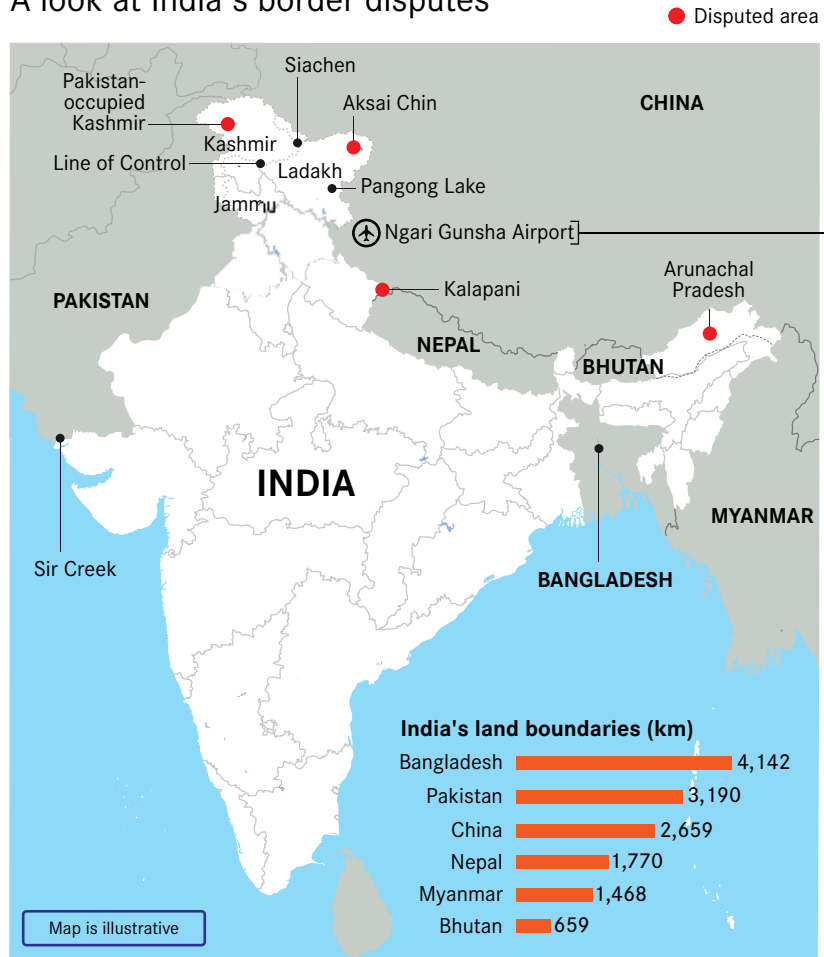 A look at India's border disputes
Disputed area
Siachen
Pakistan-
occupied
Kashmir
Aksai Chin
CHINA
Kashmir
Line of Control
Ladakh
Pangong Lake
Jammu
Ngari Gunsha Airport
Arunachal
Pradesh
PAKISTAN
Kalapani
NEPAL
BHUTAN
INDIA
MYANMAR
Sir Creek
BANGLADESH
India's land boundaries (km)
Bangladesh 4,142
Pakistan 3,190
China 2,659
Nepal 1,770
Myanmar 1,468
Bhutan 659
Map is illustrative